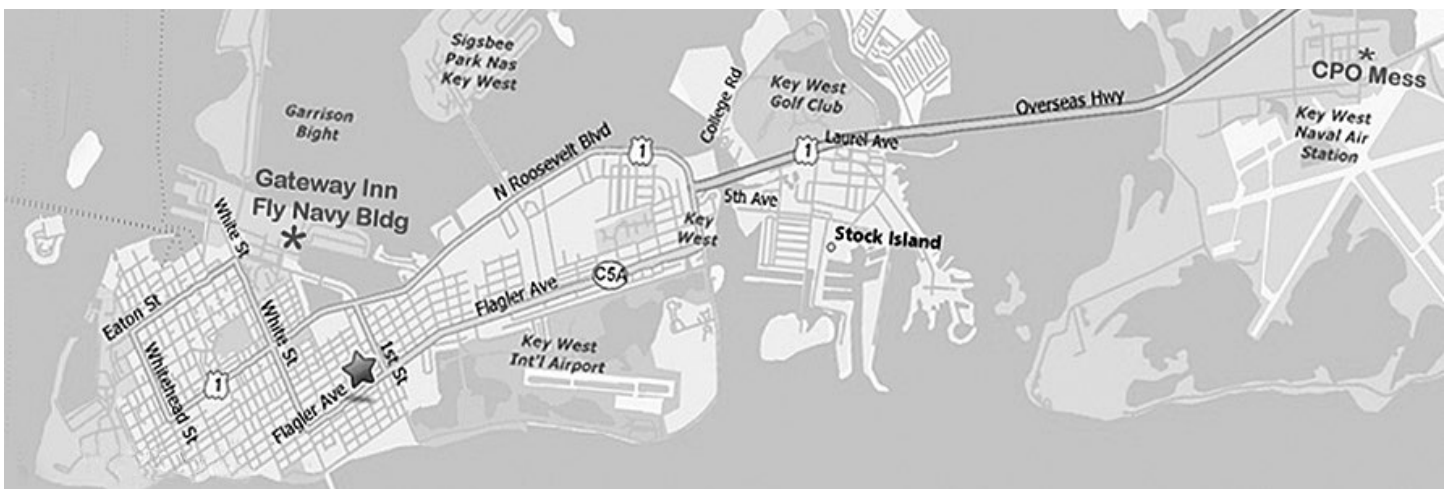 Sigsbee
Park Nas
Key West
Garrison
Bight
Gateway Inn
Fly Navy Bldg
N Roosevelt Blvd
1
College Rd
Key West
Golf Club
1
Laurel Ave
Overseas Hwy
CPO Mess
Key West
Naval Air
Station
5th Ave
Key
West
Stock Island
White St
Eaton St
White St
Whitehead St
1
1st St
Flagler Ave
Flagler Ave
C5A
Key West
Int'l Airport